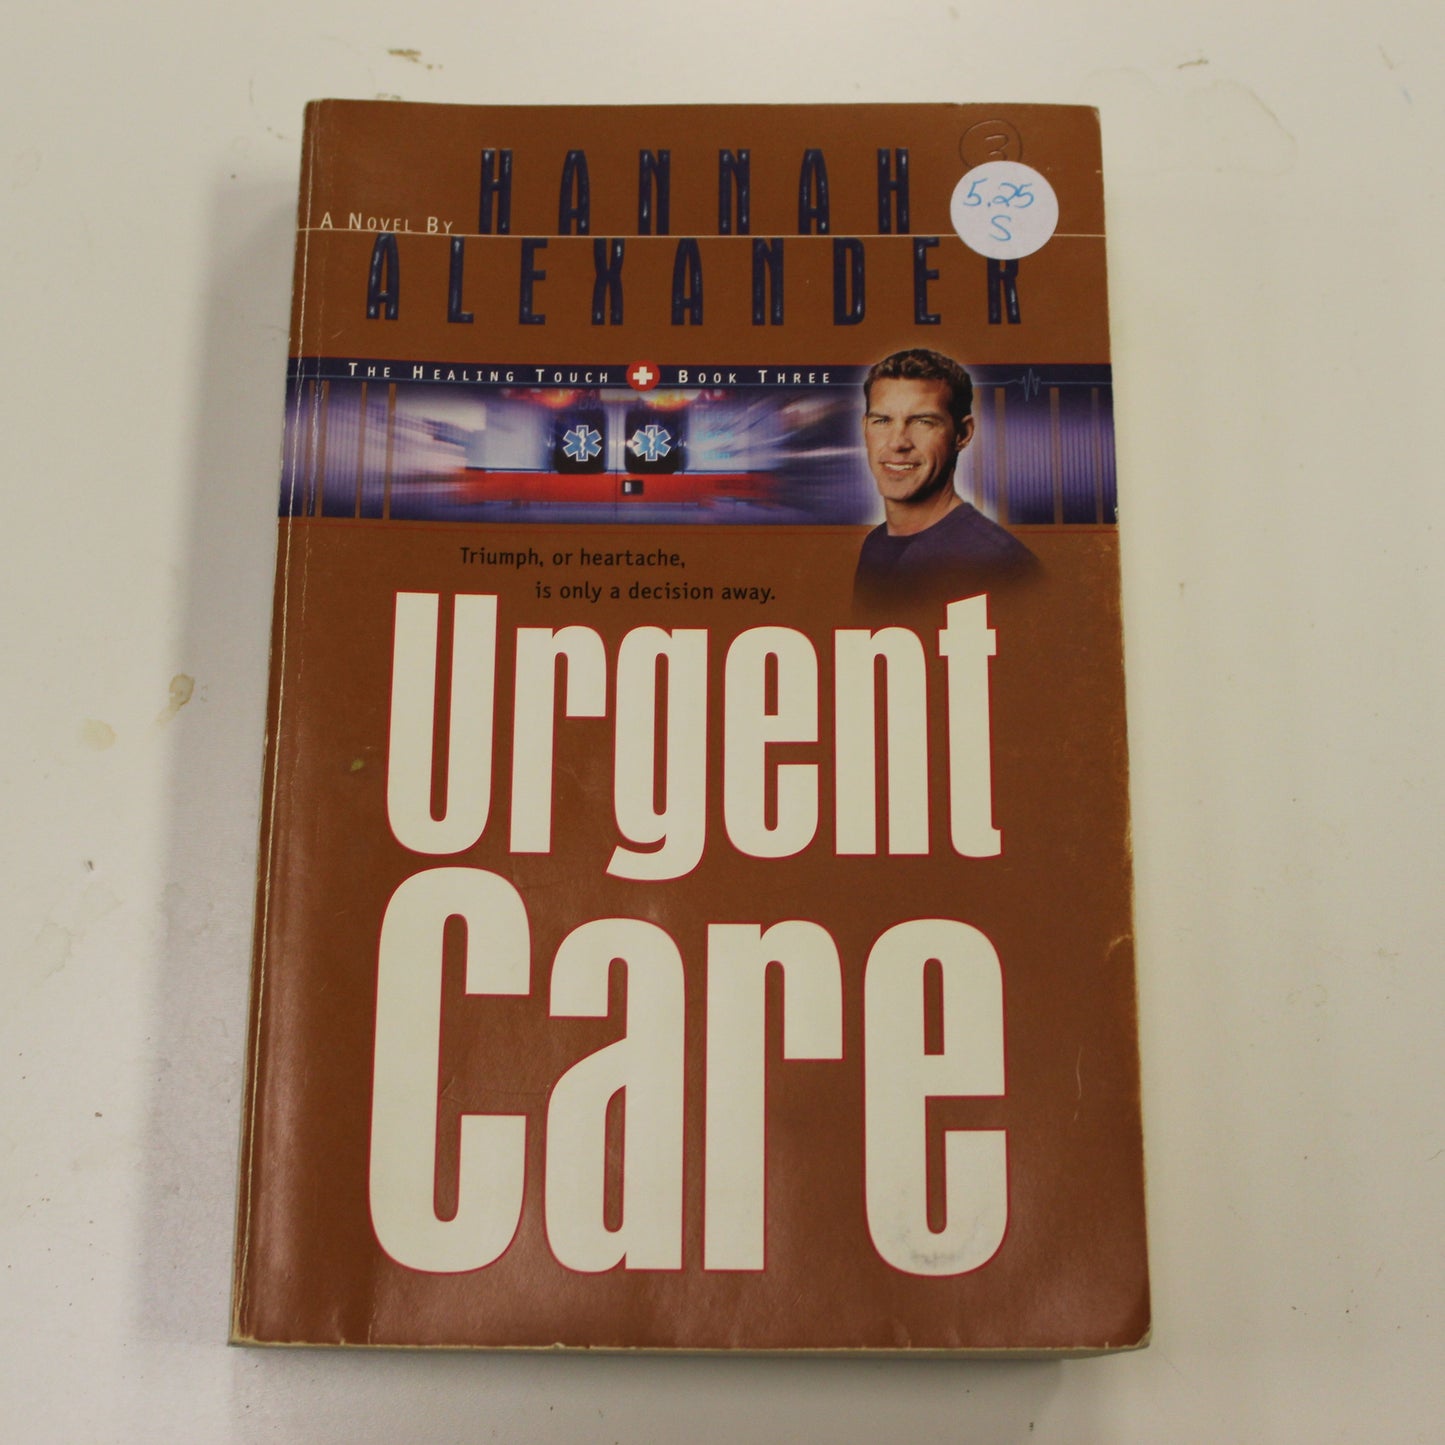 3
5.25
S
HANNAH
A NOVEL BY
ALEXANDER
THE HEALING TOUCH BOOK THREE
Triumph, or heartache,
is only a decision away.
Urgent
Care